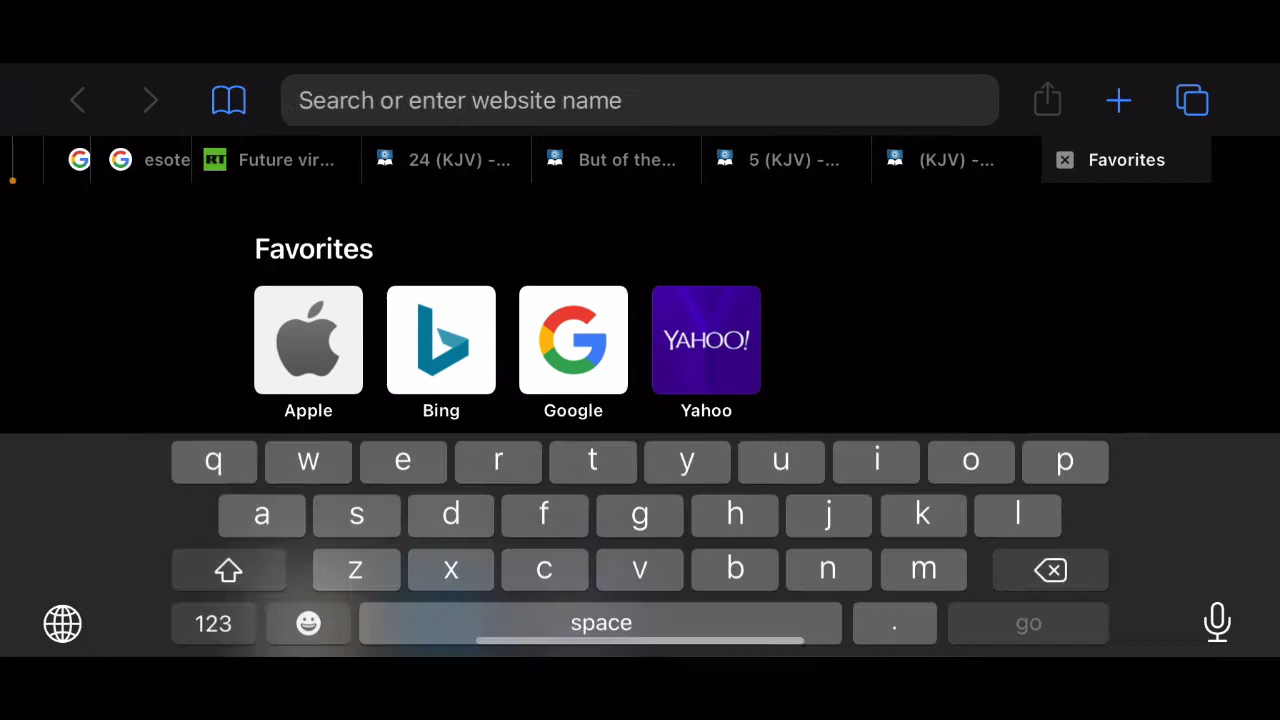 Search or enter website name
esote
RT Future vir...
24 (KJV) -...
But of the...
5 (KJV) -...
(KJV) -...
Favorites
Favorites
YAHOO!
Apple Bing Google Yahoo
q w e r t y u i o p
a s d f g h j k l
z x c v b n m
123 space . go